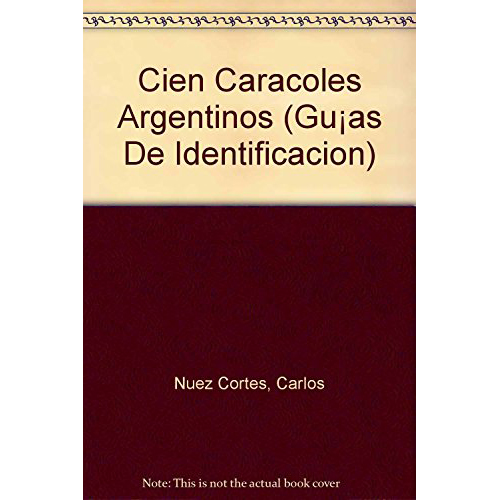 Cien Caracoles
Argentinos (Gu¡as
De Identificacion)
Nuez Cortes, Carlos
Note: This is not the actual book cover